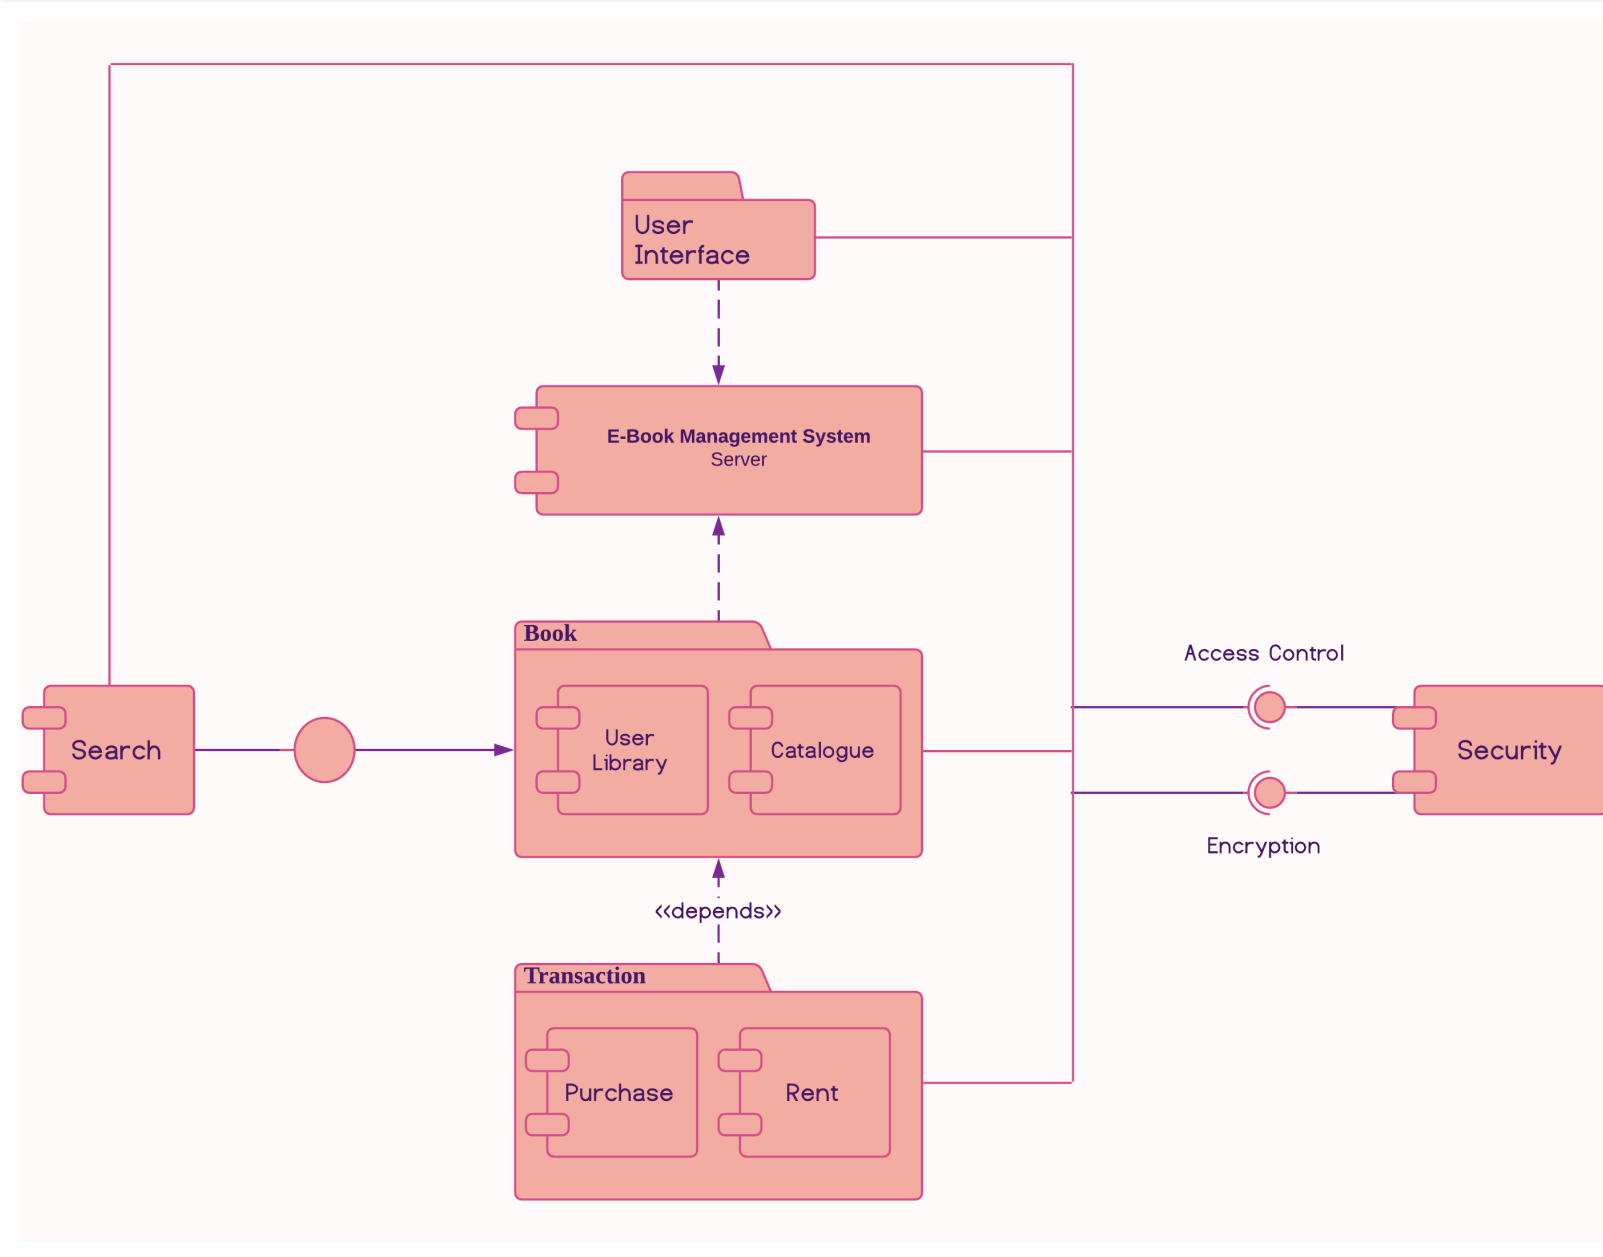 User
Interface
E-Book Management System
Server
Book
User
Library
Catalogue
Search
Access Control
Security
Encryption
<<depends>>
Transaction
Purchase
Rent